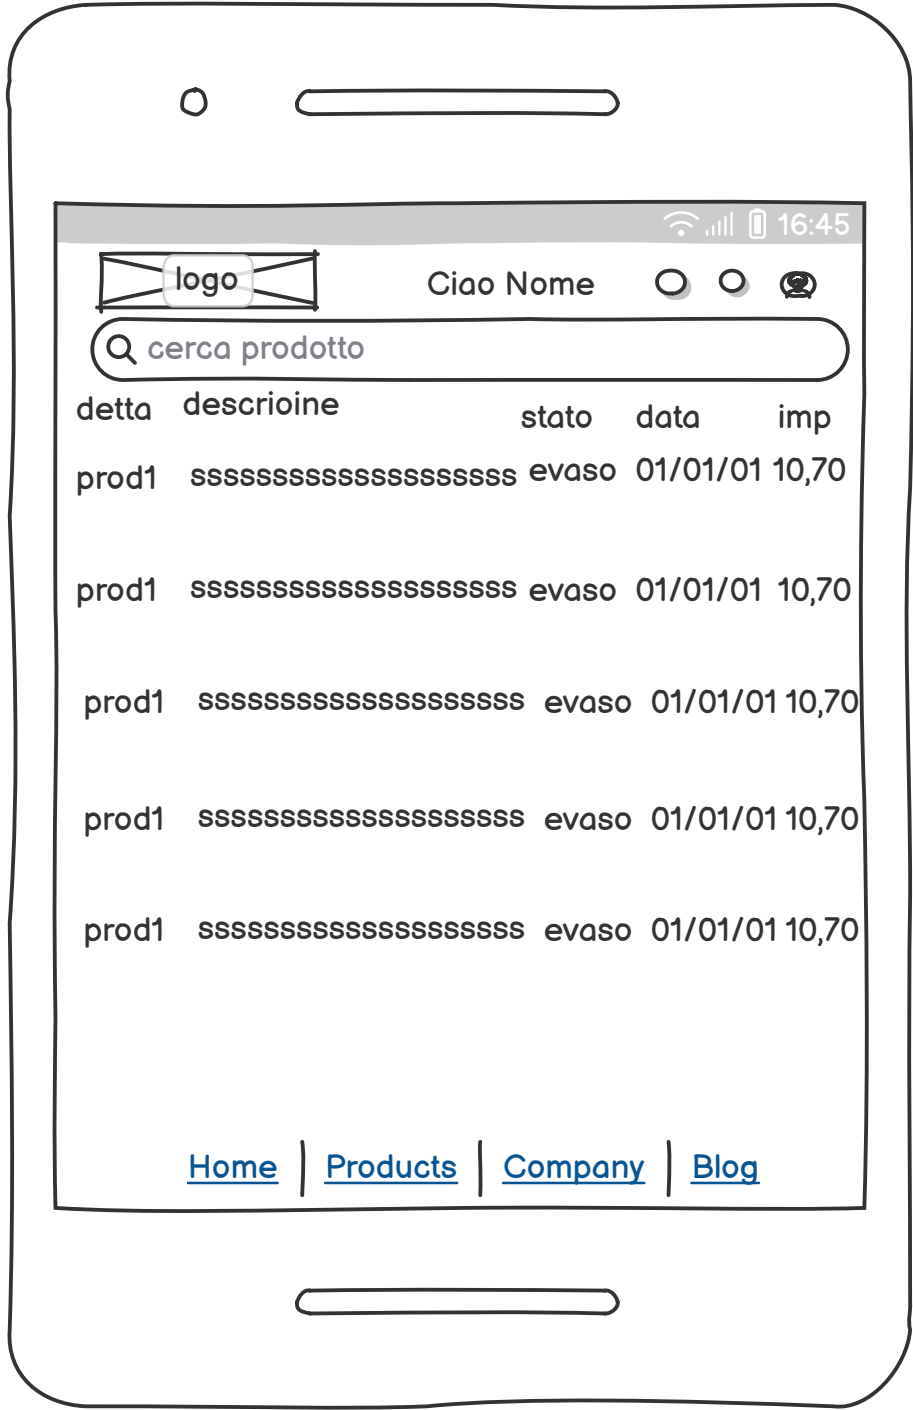 16:45
logo Ciao Nome
cerca prodotto
detta descrioine stato data imp
prod1 ssssssssssssssssssss evaso 01/01/01 10,70
prod1 ssssssssssssssssssss evaso 01/01/01 10,70
prod1 ssssssssssssssssssss evaso 01/01/01 10,70
prod1 ssssssssssssssssssss evaso 01/01/01 10,70
prod1 ssssssssssssssssssss evaso 01/01/01 10,70
Home Products Company Blog